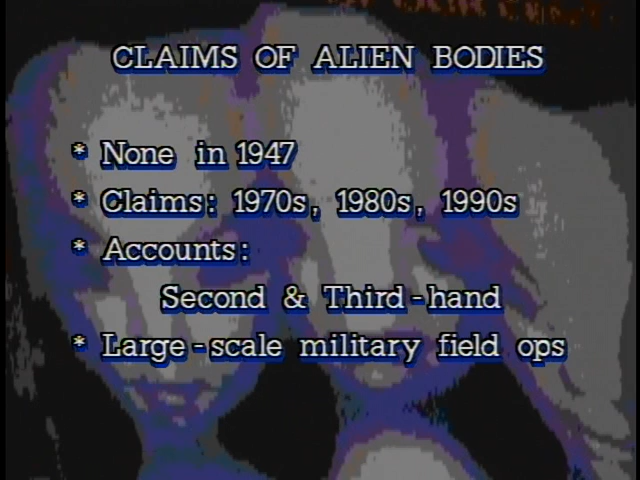 CLAIMS OF ALIEN BODIES
* None in 1947
* Claims: 1970s, 1980s, 1990s
* Accounts:
Second & Third-hand
* Large-scale military field ops